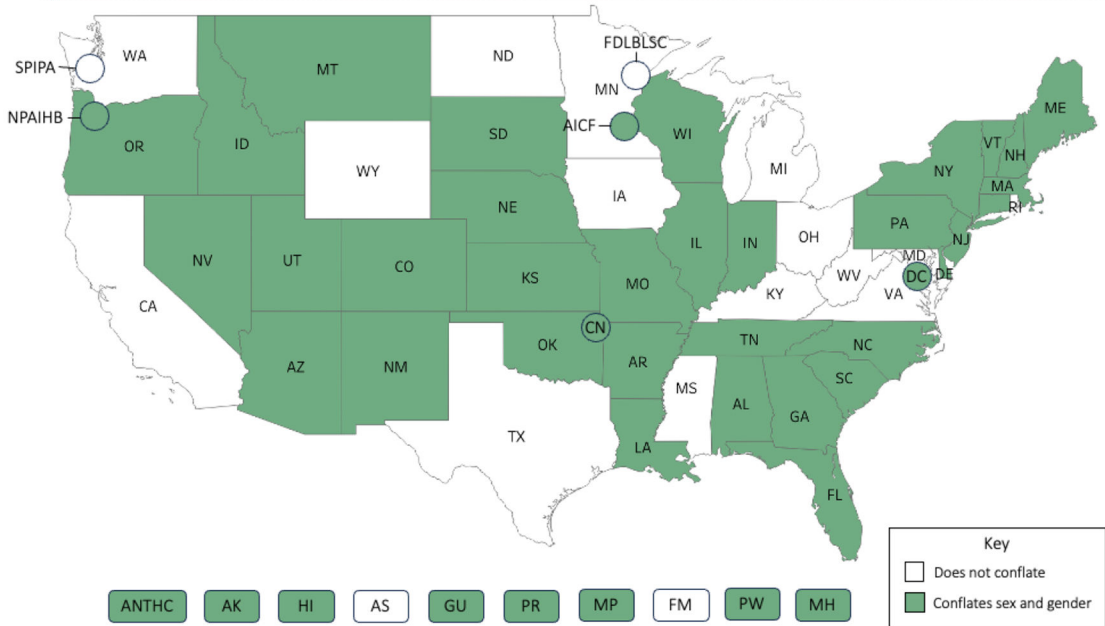 WA
ND
FDLBLSC
SPIPA
MT
MN
ME
NPAIHB
AICF
SD
WI
VT
NH
OR
ID
WY
NY
MI
MA
IA
RI
NE
PA
OH
NJ
NV
UT
CO
IL
IN
MD
DE
DC
WV
KS
MO
VA
CA
KY
CN
OK
TN
NC
AZ
NM
AR
SC
MS
AL
GA
TX
LA
FL
Key
Does not conflate
Conflates sex and gender
ANTHC AK HI AS GU PR MP FM PW MH